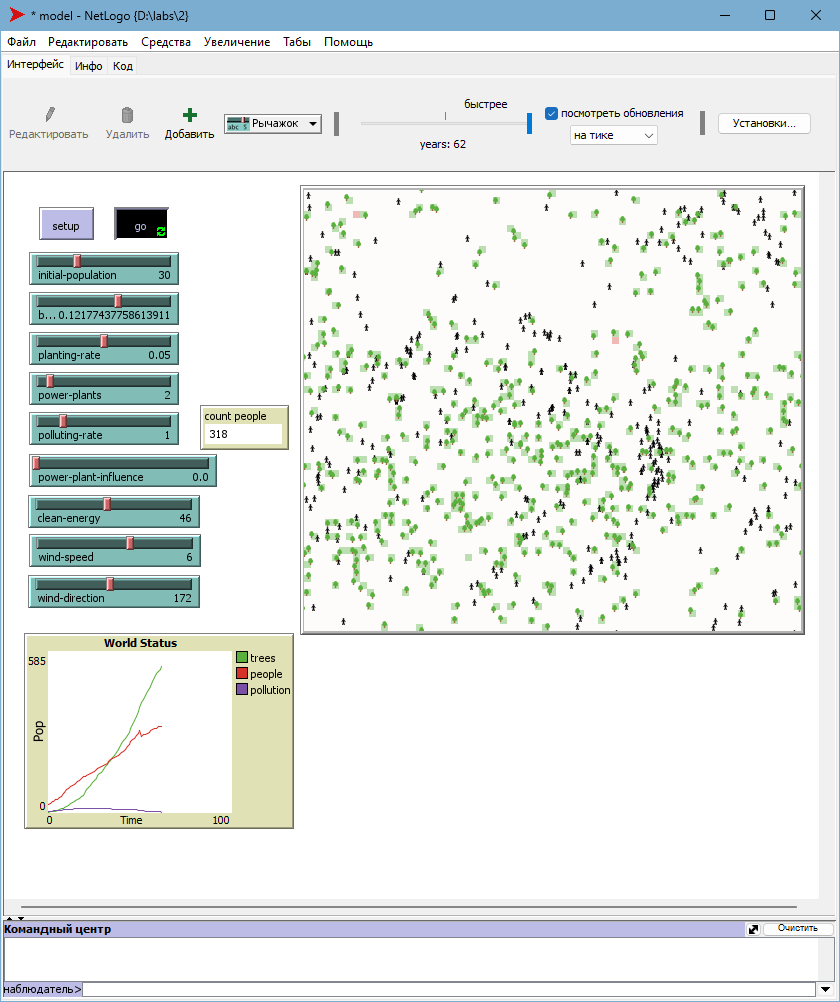 * model - NetLogo {D:\labs\2}
Файл Редактировать Средства Увеличение Табы Помощь
Интерфейс Инфо Код
Редактировать Удалить Добавить
abc 5 Рычажок
быстрее
years: 62
посмотреть обновления
на тике
Установки...
setup
go
initial-population 30
b... 0.12177437758613911
planting-rate 0.05
power-plants 2
polluting-rate 1
count people
318
power-plant-influence 0.0
clean-energy 46
wind-speed 6
wind-direction 172
World Status
585
Pop
0
0 Time 100
trees
people
pollution
Командный центр
Очистить
наблюдатель>